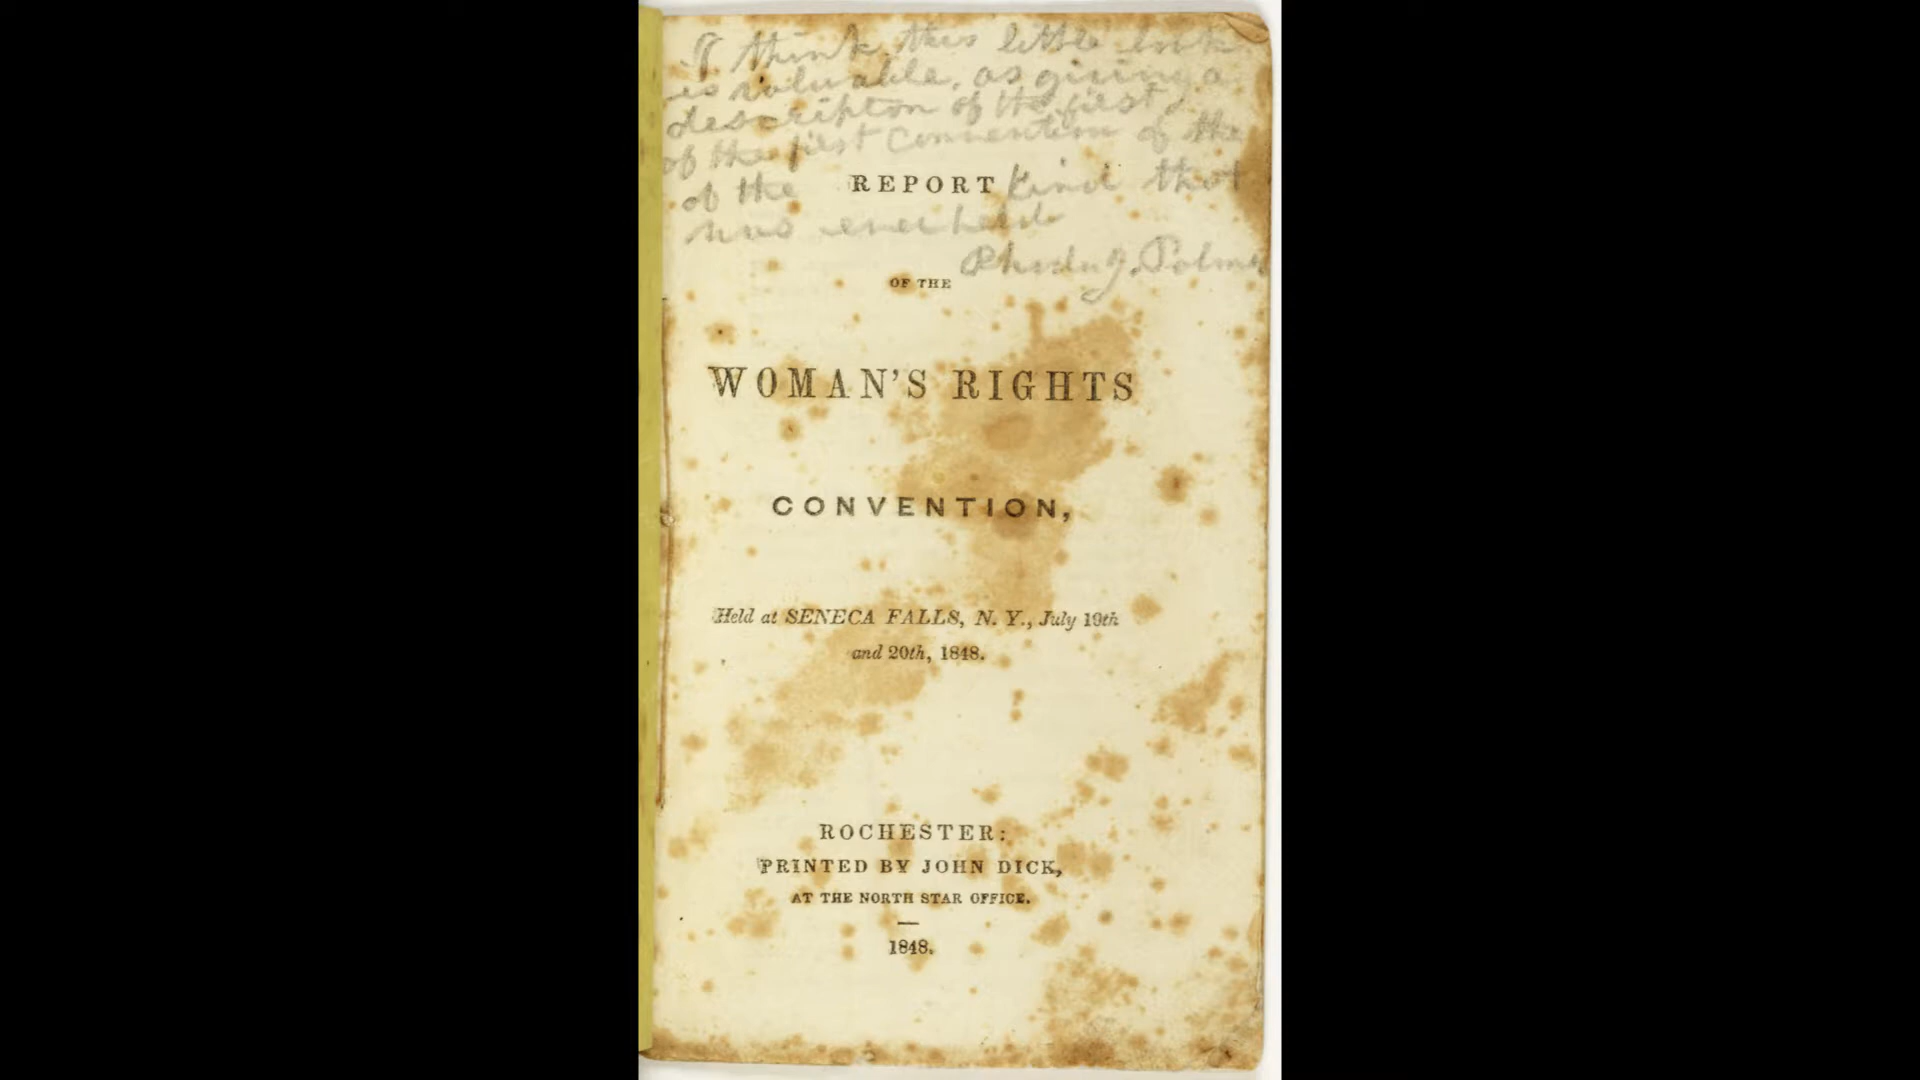 I think this little book
is valuable, as giving a
description of the first
of the first Convention of the
of the kind that
was ever held
Rhoda J. Palmer
REPORT
OF THE
WOMAN'S RIGHTS
CONVENTION,
Held at SENECA FALLS, N. Y., July 19th
and 20th, 1848.
ROCHESTER:
PRINTED BY JOHN DICK,
AT THE NORTH STAR OFFICE.
1848.